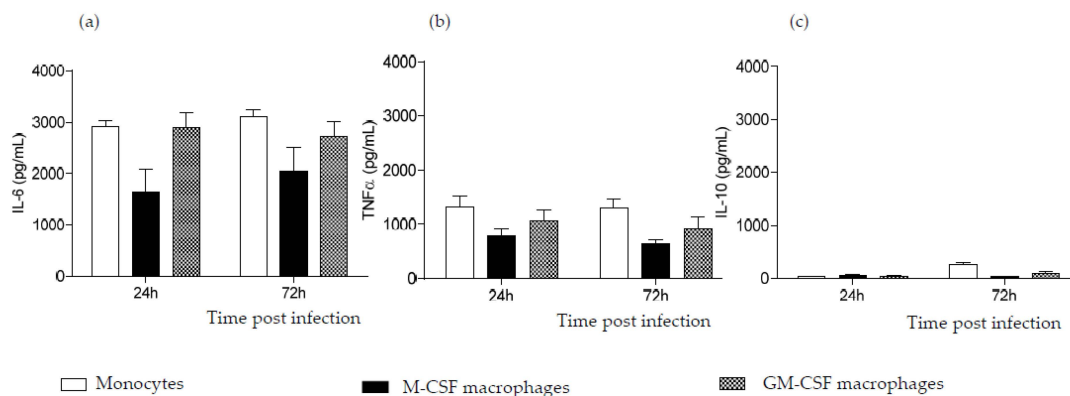 (a)
(b)
(c)
4000
3000
2000
1000
0
IL-6 (pg/mL)
24h
72h
Time post infection
4000
3000
2000
1000
0
TNFα (pg/mL)
24h
72h
Time post infection
4000
3000
2000
1000
0
IL-10 (pg/mL)
24h
72h
Time post infection
Monocytes
M-CSF macrophages
GM-CSF macrophages